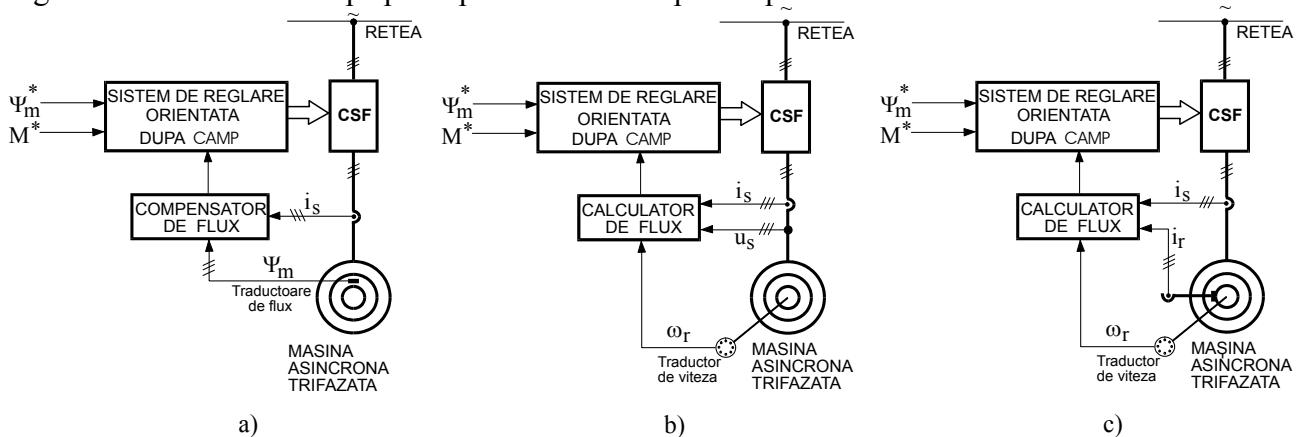 ~
RETEA
Ψm*
M*
SISTEM DE REGLARE
ORIENTATA
DUPA CAMP
CSF
COMPENSATOR
DE FLUX
is
Ψm
Traductoare
de flux
MASINA
ASINCRONA
TRIFAZATA
a)
~
RETEA
Ψm*
M*
SISTEM DE REGLARE
ORIENTATA
DUPA CAMP
CSF
CALCULATOR
DE FLUX
is
us
ωr
Traductor
de viteza
MAȘINA
ASINCRONA
TRIFAZATA
b)
~
RETEA
Ψm*
M*
SISTEM DE REGLARE
ORIENTATA
DUPA CAMP
CSF
CALCULATOR
DE FLUX
is
ir
ωr
Traductor
de viteza
MAȘINA
ASINCRONA
TRIFAZATA
c)